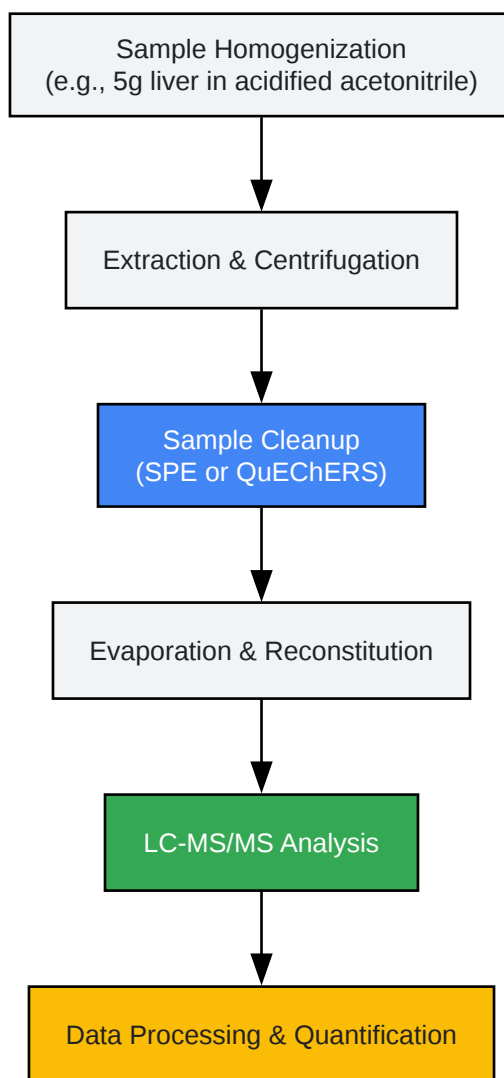 Sample Homogenization
(e.g., 5g liver in acidified acetonitrile)
Extraction & Centrifugation
Sample Cleanup
(SPE or QuEChERS)
Evaporation & Reconstitution
LC-MS/MS Analysis
Data Processing & Quantification